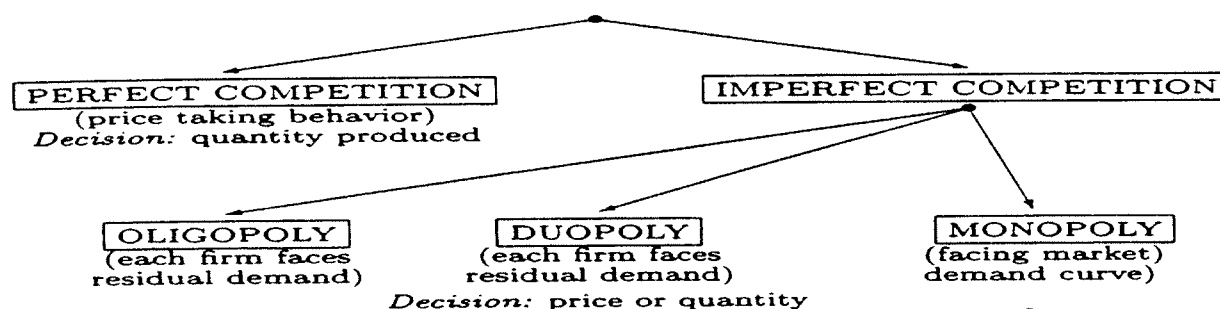 PERFECT COMPETITION
(price taking behavior)
Decision: quantity produced
IMPERFECT COMPETITION
OLIGOPOLY
(each firm faces
residual demand)
DUOPOLY
(each firm faces
residual demand)
Decision: price or quantity
MONOPOLY
(facing market)
demand curve)